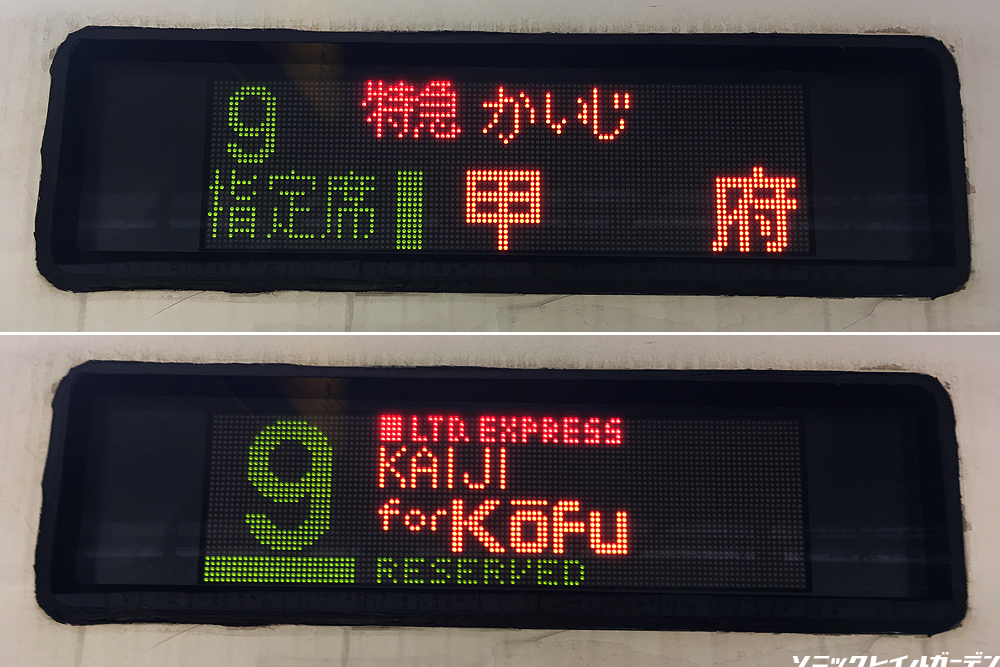 9 特急 かいじ
指定席 甲府
9
LTD. EXPRESS
KAIJI
for Kōfu
RESERVED
ソニックレイルガーデン